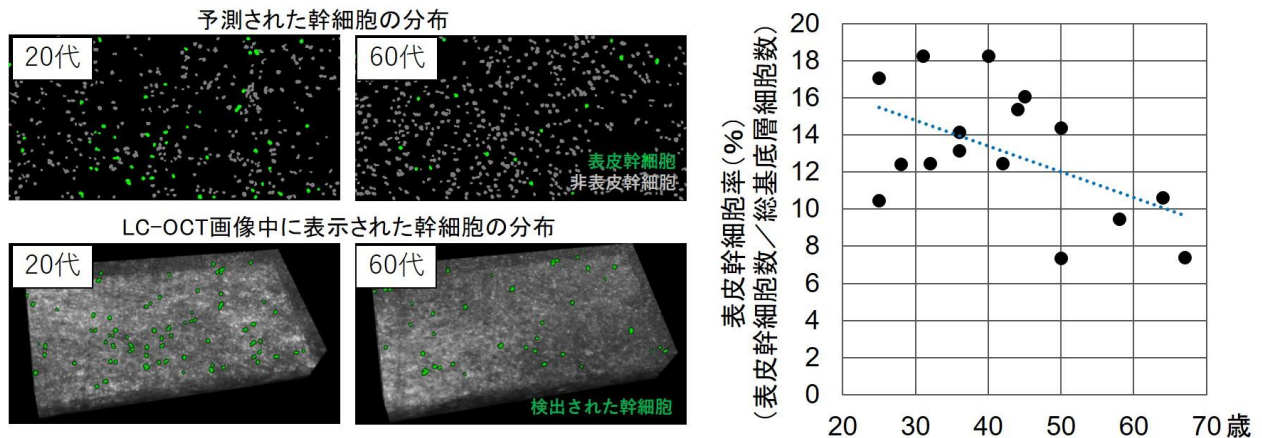 予測された幹細胞の分布
20代
60代
表皮幹細胞
非表皮幹細胞
LC-OCT画像中に表示された幹細胞の分布
20代
60代
検出された幹細胞
表皮幹細胞率(%)
(表皮幹細胞数/総基底層細胞数)
20
18
16
14
12
10
8
6
4
2
0
20 30 40 50 60 70 歳